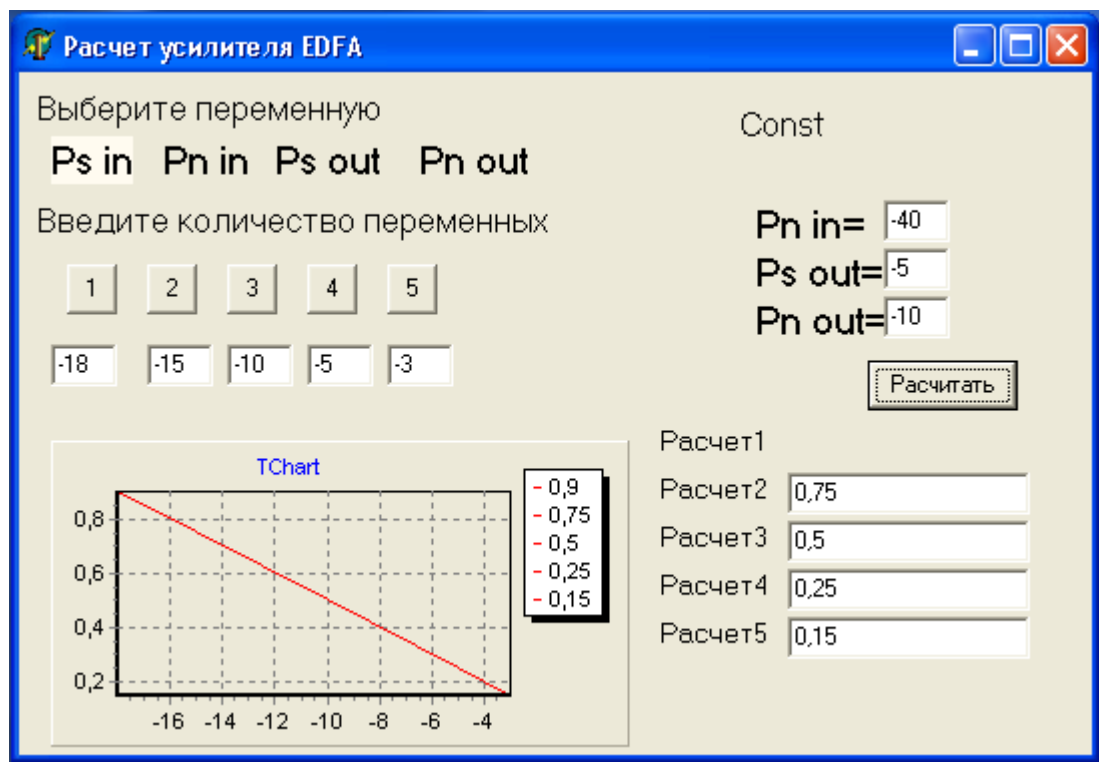 Расчет усилителя EDFA
Выберите переменную
Ps in Pn in Ps out Pn out
Введите количество переменных
1 2 3 4 5
-18 -15 -10 -5 -3
Const
Pn in= -40
Ps out= -5
Pn out= -10
Расчитать
TChart
0,8
0,6
0,4
0,2
-16 -14 -12 -10 -8 -6 -4
0,9
0,75
0,5
0,25
0,15
Расчет1
Расчет2 0,75
Расчет3 0,5
Расчет4 0,25
Расчет5 0,15